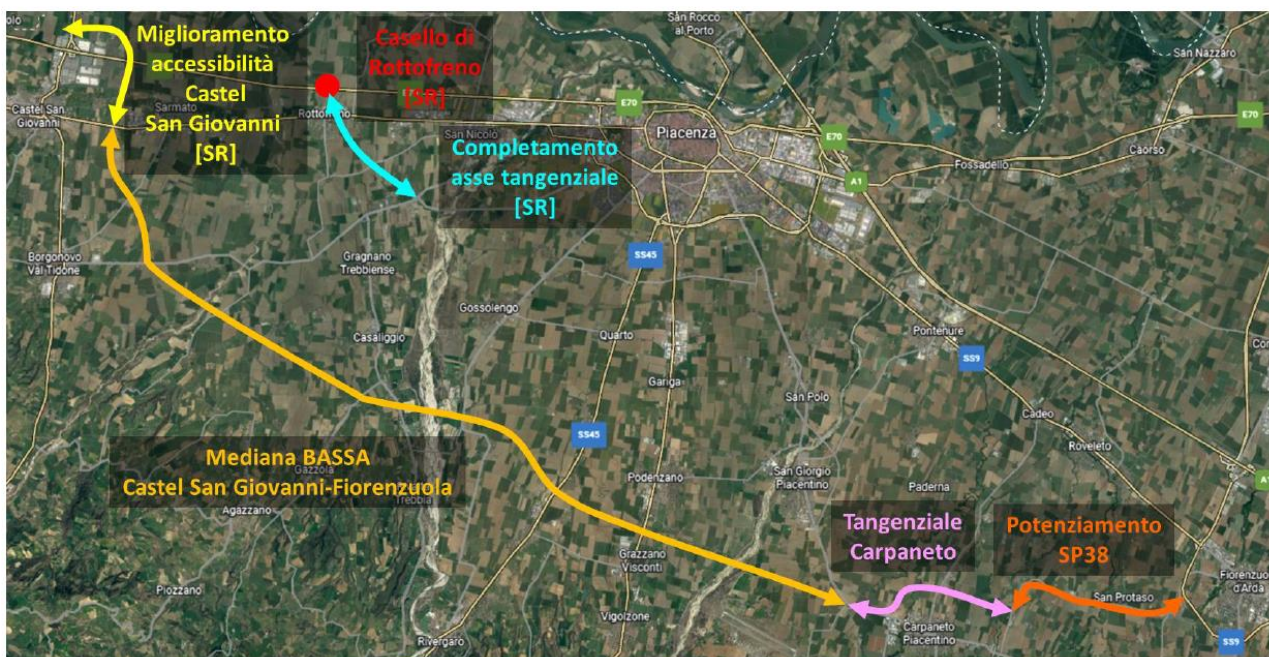 San Rocco
al Porto
San Nazzaro
Miglioramento
accessibilità
Castel
San Giovanni
[SR]
Casello di
Rottofreno
[SR]
E70
E70
E70
Castel San
Giovanni
Sarmato
Rottofreno
San Nicolò
Piacenza
Caorso
Fossadello
A1
Completamento
asse tangenziale
[SR]
Borgonovo
Val Tidone
Gragnano
Trebbiense
SS45
Gossolengo
Casaliggio
Quarto
Pontenure
SS9
Gariga
San Polo
Cadeo
Roveleto
SS45
Mediana BASSA
Castel San Giovanni-Fiorenzuola
Gazzola
Agazzano
Trebbia
Podenzano
San Giorgio
Piacentino
Paderna
Tangenziale
Carpaneto
Potenziamento
SP38
Grazzano
Visconti
Fiorenzuola
d'Arda
Piozzano
San Protaso
Vigolzone
Rivergaro
Carpaneto
Piacentino
SS9